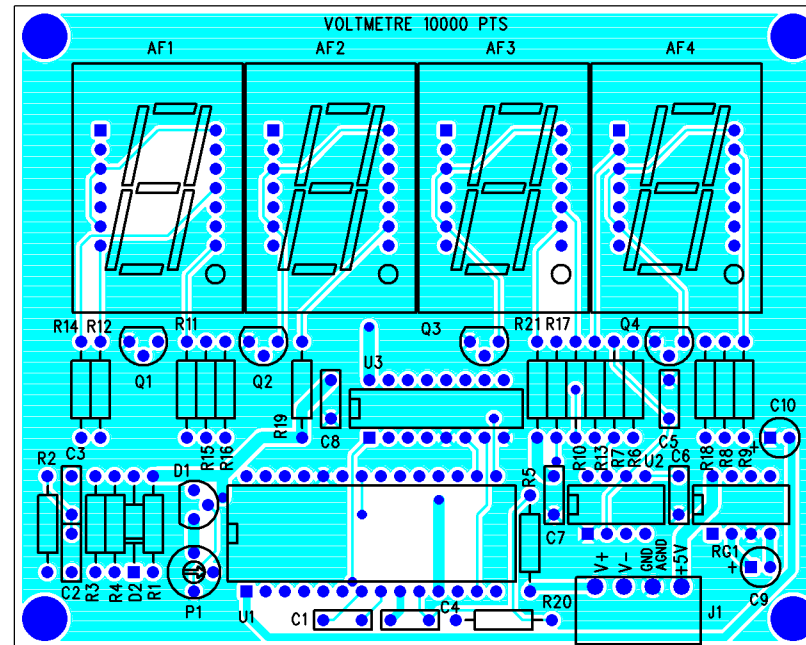 VOLTMETRE 10000 PTS
AF1 AF2 AF3 AF4
R14 R12 R11 Q3 R21 R17 Q4
Q1 Q2 U3
C10
R19 C8 C5
R15 R16 R10 R13 R7 R6 R18 R8 R9
R2 C3 D1 R5 U2 C6
C7
V+ V- GND AGND +5V RG1
C2 R3 R4 D2 R1 P1 U1 C1 C4 R20 J1 C9
+
+